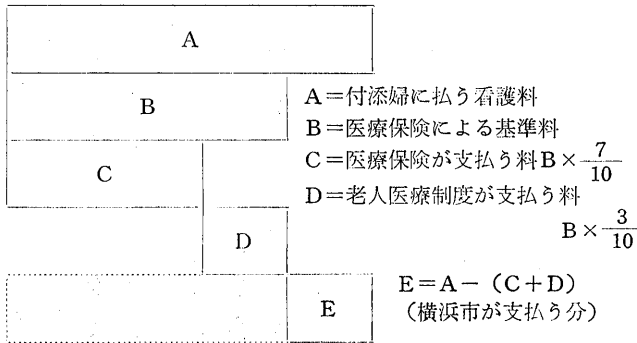 A
B
C
D
E
A＝付添婦に払う看護料
B＝医療保険による基準料
C＝医療保険が支払う料B×7/10
D＝老人医療制度が支払う料
B×3/10
E＝A－（C＋D）
（横浜市が支払う分）